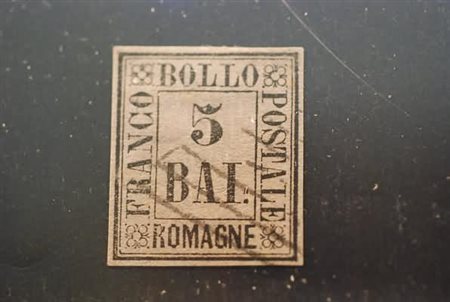 FRANCO
BOLLO
POSTALE
5
BAI.
ROMAGNE